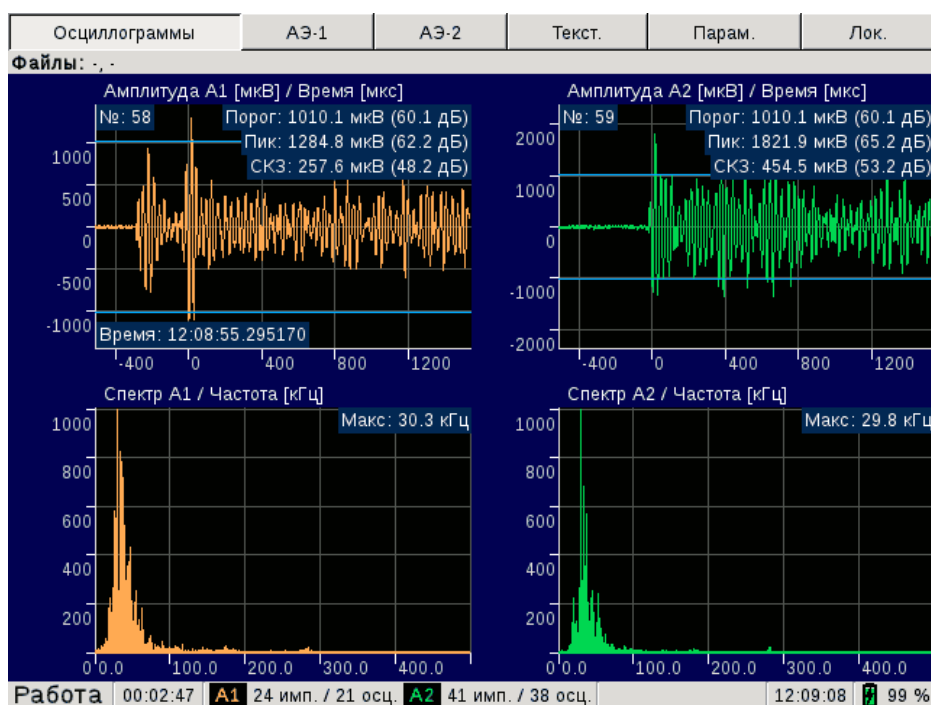 Осциллограммы АЭ-1 АЭ-2 Текст. Парам. Лок.
Файлы: -, -
Амплитуда A1 [мкВ] / Время [мкс]
№: 58 Порог: 1010.1 мкВ (60.1 дБ)
Пик: 1284.8 мкВ (62.2 дБ)
СКЗ: 257.6 мкВ (48.2 дБ)
1000
500
0
-500
-1000
Время: 12:08:55.295170
-400 0 400 800 1200
Амплитуда A2 [мкВ] / Время [мкс]
№: 59 Порог: 1010.1 мкВ (60.1 дБ)
Пик: 1821.9 мкВ (65.2 дБ)
СКЗ: 454.5 мкВ (53.2 дБ)
2000
1000
0
-1000
-2000
-400 0 400 800 1200
Спектр A1 / Частота [кГц]
Макс: 30.3 кГц
1000
800
600
400
200
0 0.0 100.0 200.0 300.0 400.0
Спектр A2 / Частота [кГц]
Макс: 29.8 кГц
1000
800
600
400
200
0 0.0 100.0 200.0 300.0 400.0
Работа 00:02:47 A1 24 имп. / 21 осц. A2 41 имп. / 38 осц. 12:09:08 99 %